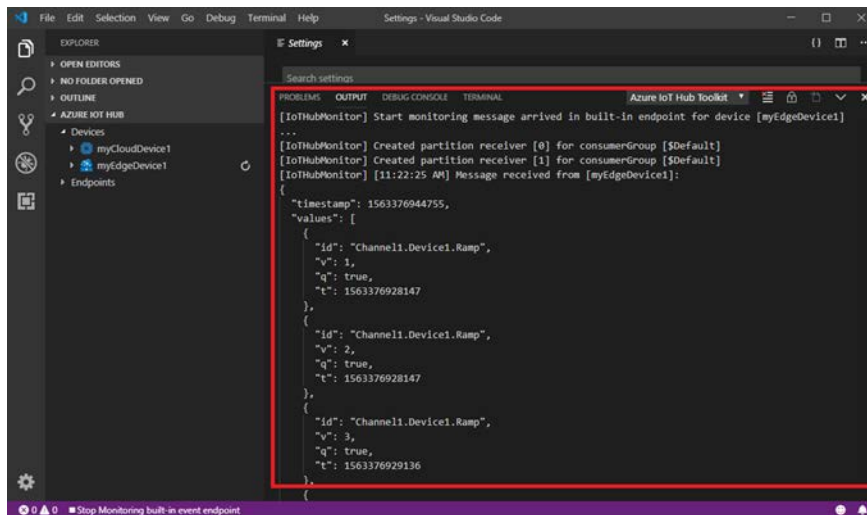 File Edit Selection View Go Debug Terminal Help
Settings - Visual Studio Code
EXPLORER
OPEN EDITORS
NO FOLDER OPENED
OUTLINE
AZURE IOT HUB
Devices
myCloudDevice1
myEdgeDevice1
Endpoints
Settings
Search settings
PROBLEMS OUTPUT DEBUG CONSOLE TERMINAL
Azure IoT Hub Toolkit
[IoTHubMonitor] Start monitoring message arrived in built-in endpoint for device [myEdgeDevice1]
...
[IoTHubMonitor] Created partition receiver [0] for consumerGroup [$Default]
[IoTHubMonitor] Created partition receiver [1] for consumerGroup [$Default]
[IoTHubMonitor] [11:22:25 AM] Message received from [myEdgeDevice1]:
{
"timestamp": 1563376944755,
"values": [
{
"id": "Channel1.Device1.Ramp",
"v": 1,
"q": true,
"t": 1563376928147
},
{
"id": "Channel1.Device1.Ramp",
"v": 2,
"q": true,
"t": 1563376928147
},
{
"id": "Channel1.Device1.Ramp",
"v": 3,
"q": true,
"t": 1563376929136
},
{
0 0 Stop Monitoring built-in event endpoint